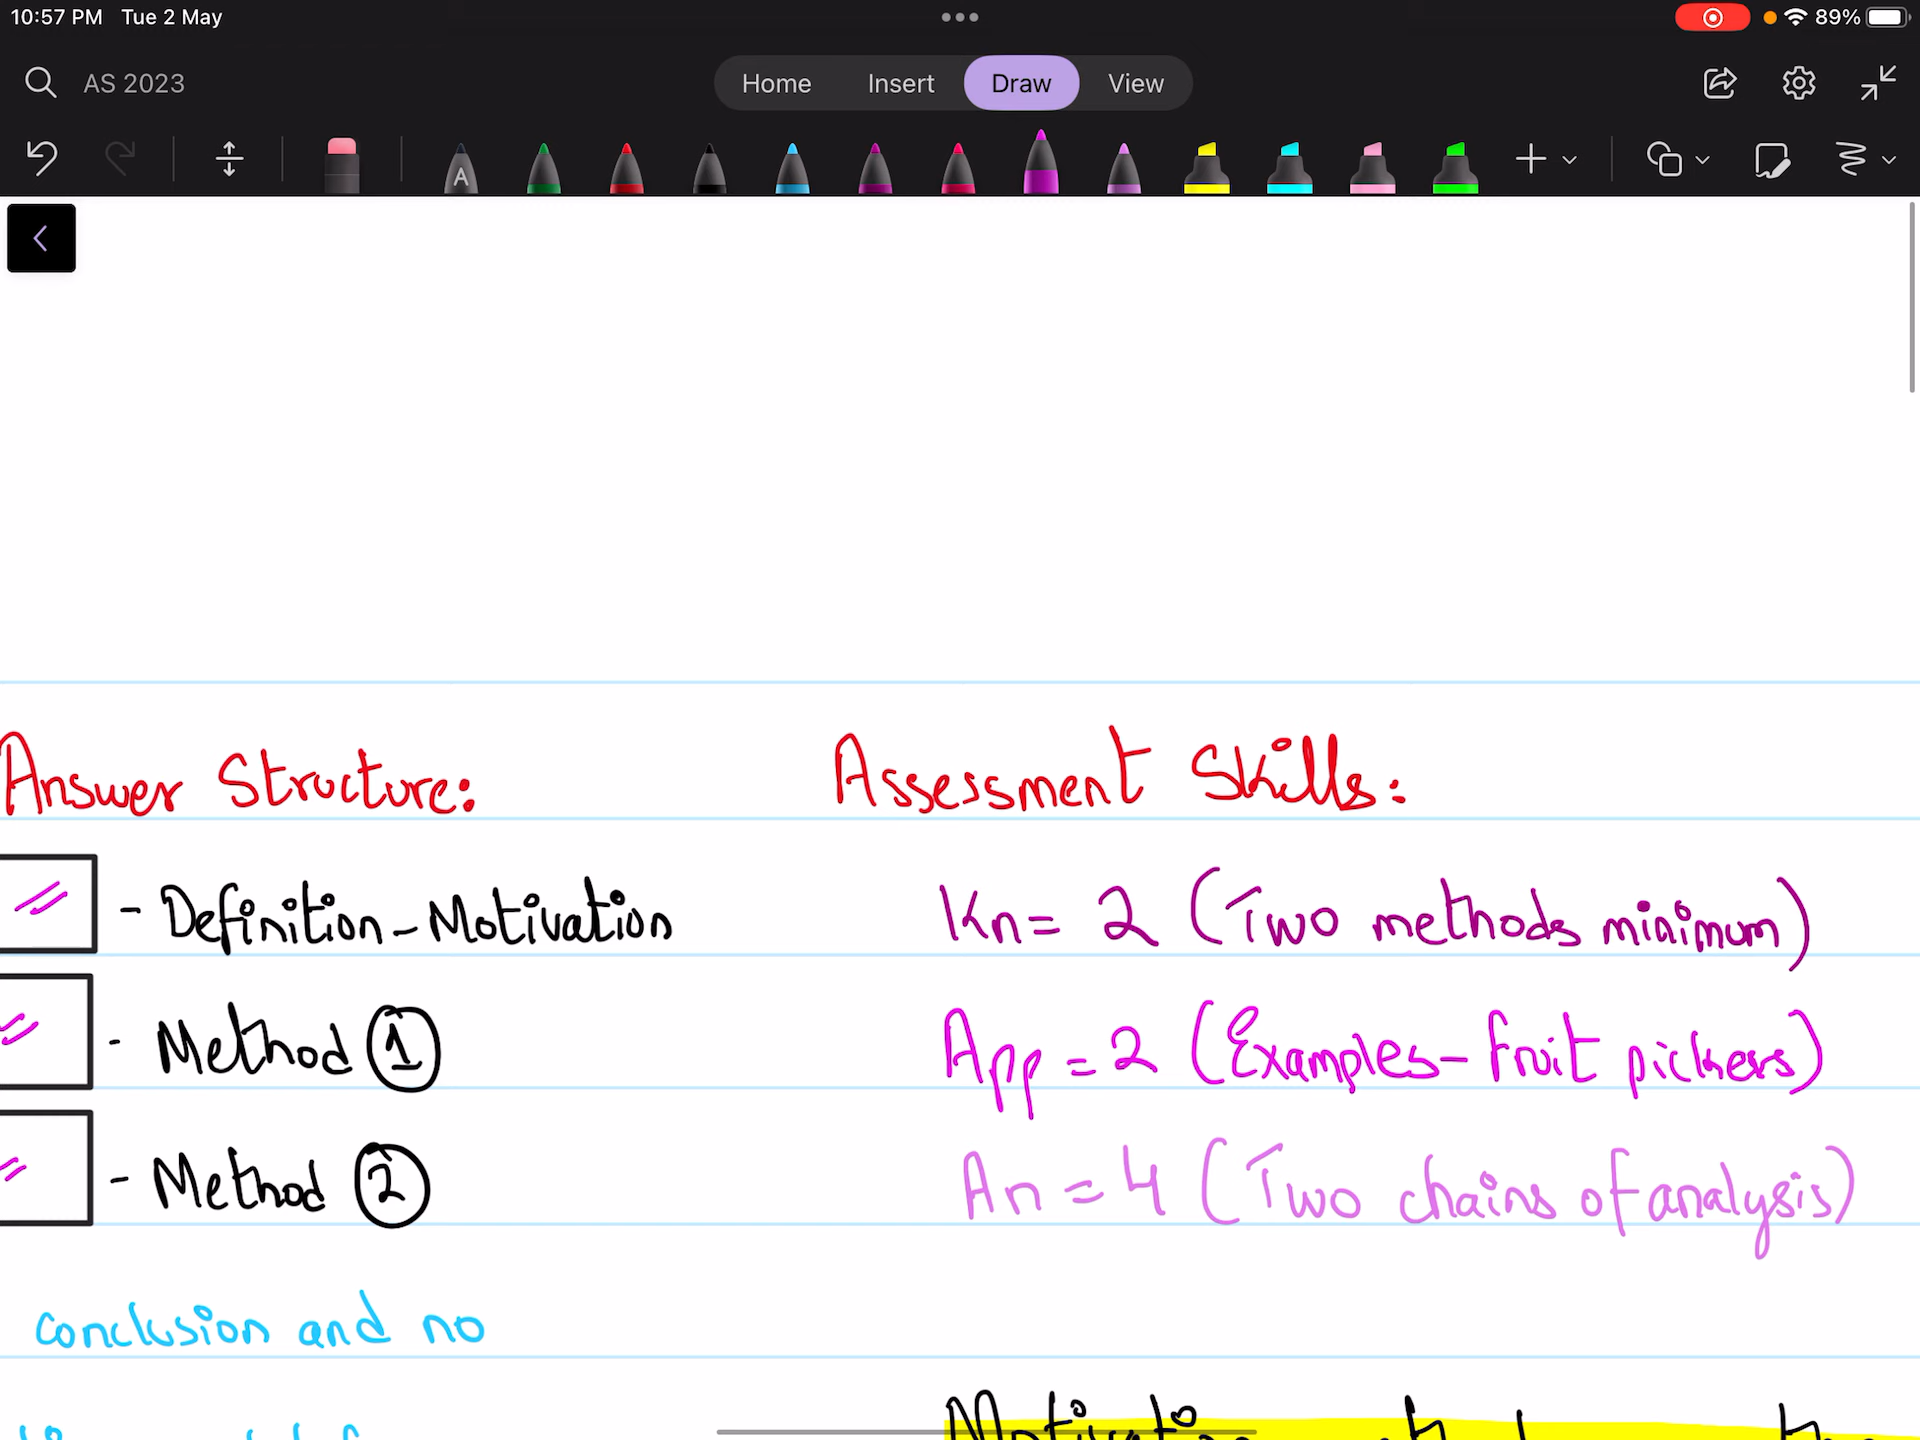 10:57 PM Tue 2 May
89%
AS 2023
Home Insert Draw View
A
Answer Structure: Assessment Skills:
- Definition - Motivation
Kn = 2 (Two methods minimum)
- Method 1
App = 2 (Examples - fruit pickers)
- Method 2
An = 4 (Two chains of analysis)
conclusion and no
Motivation